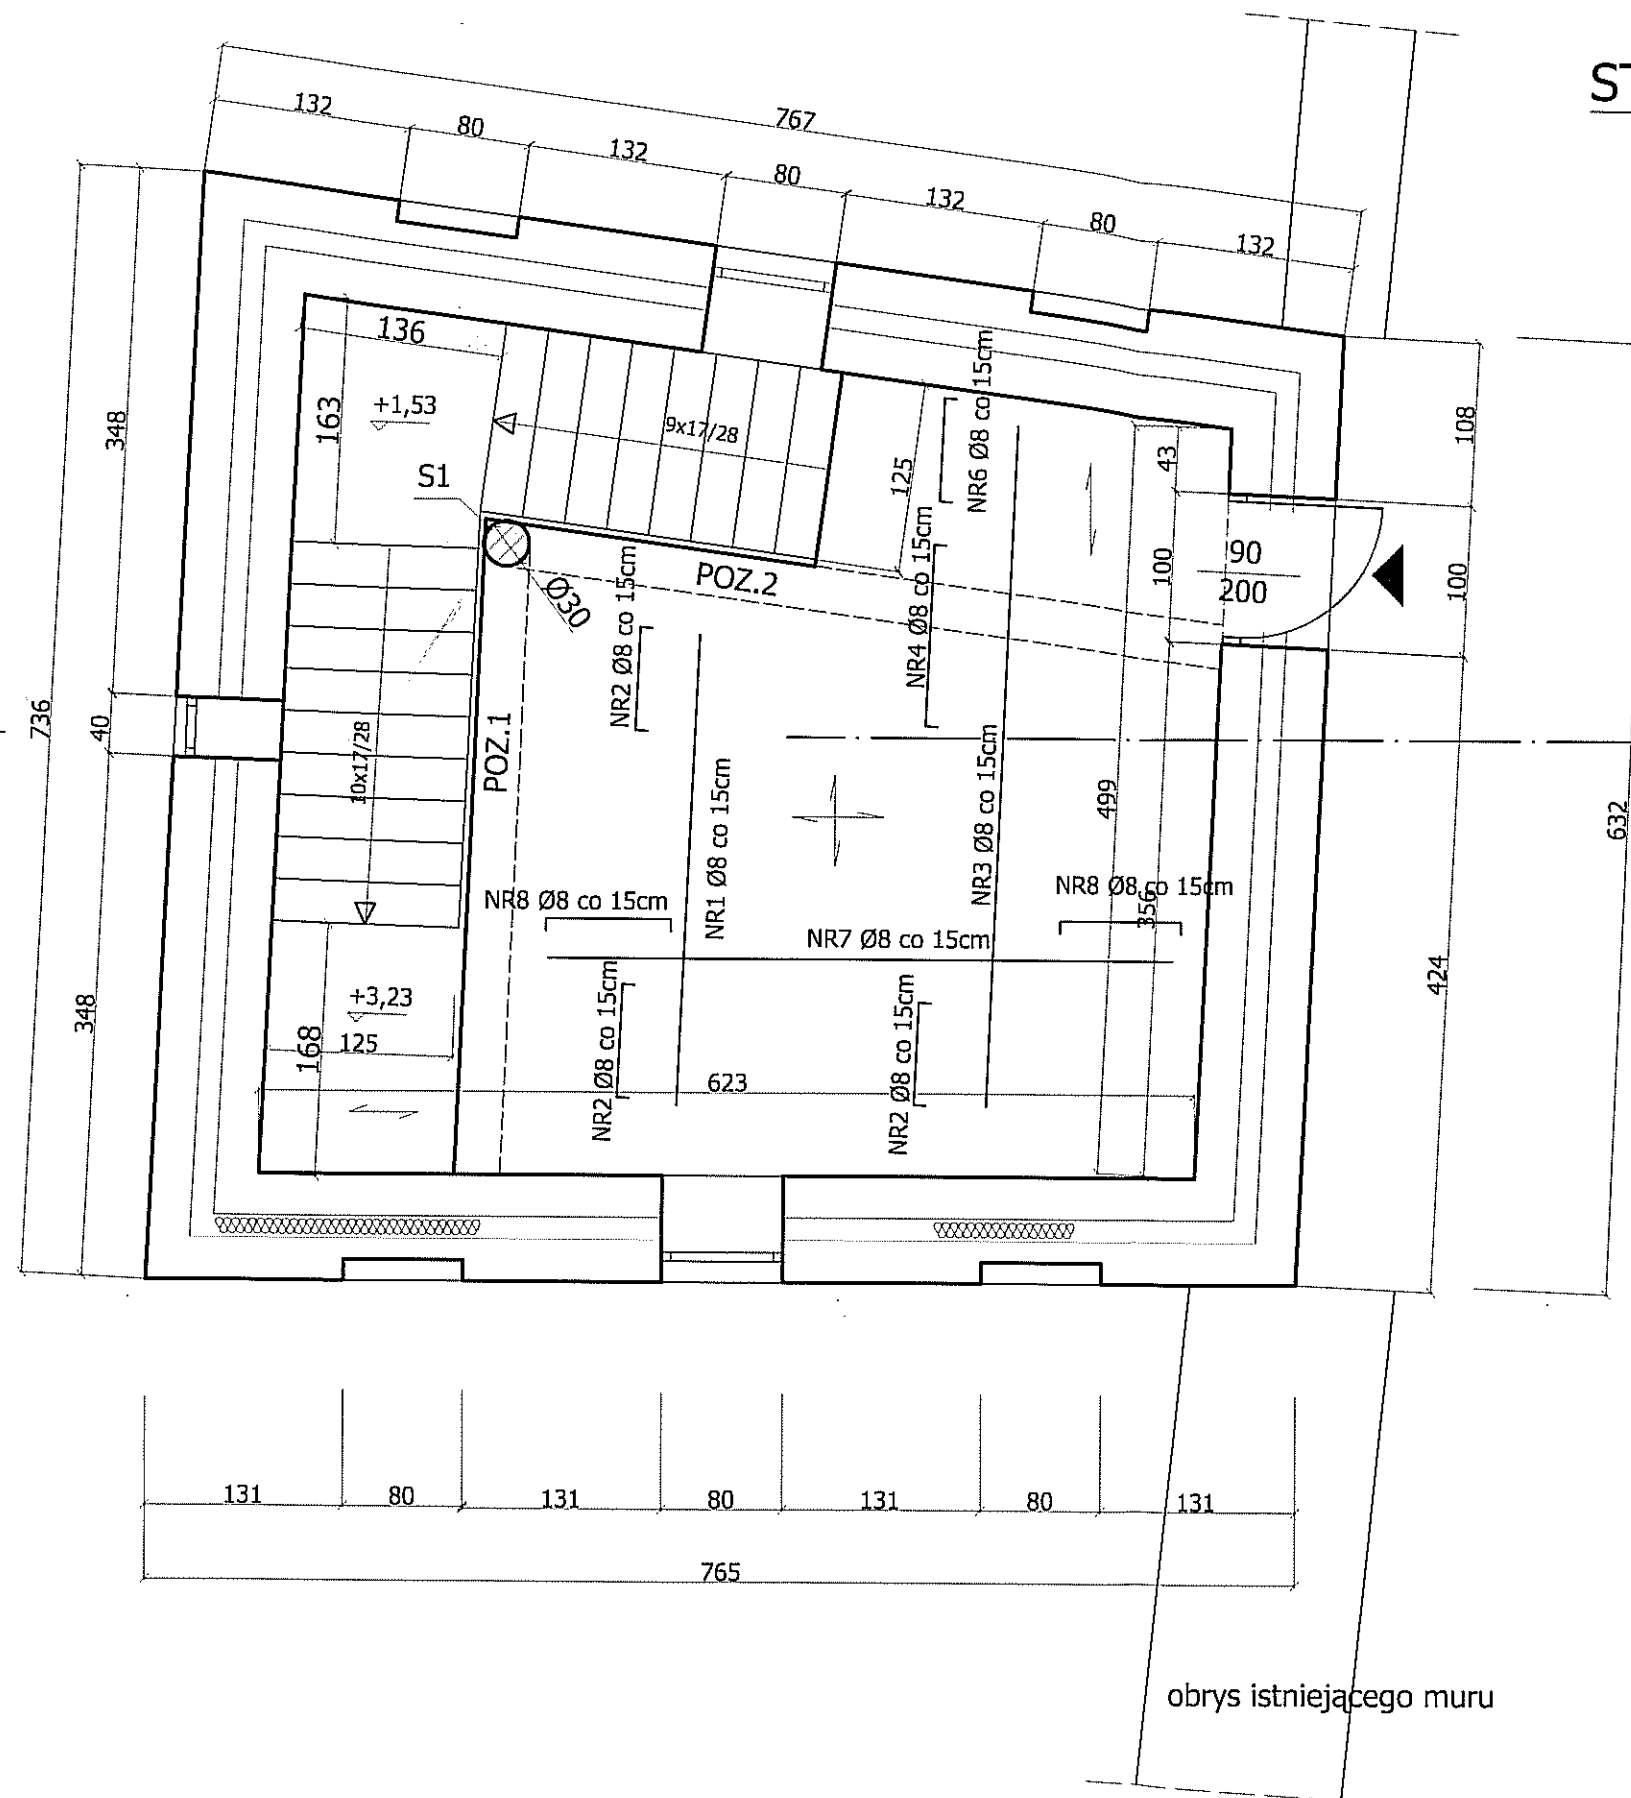 ST
132
80
132
767
80
132
80
132
136
163
+1,53
S1
9x17/28
125
NR6 Ø8 co 15cm
43
108
348
100
90
200
100
POZ.2
Ø30
NR2 Ø8 co 15cm
NR4 Ø8 co 15cm
736
40
10x17/28
POZ.1
NR1 Ø8 co 15cm
NR3 Ø8 co 15cm
499
632
NR8 Ø8 co 15cm
NR8 Ø8 co 15cm
356
NR7 Ø8 co 15cm
424
348
+3,23
168
125
NR2 Ø8 co 15cm
NR2 Ø8 co 15cm
623
131
80
131
80
131
80
131
765
obrys istniejącego muru